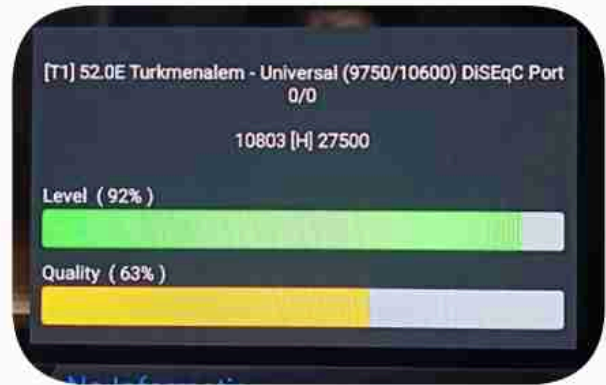 [T1] 52.0E Turkmenalem - Universal (9750/10600) DiSEqC Port
0/0
10803 [H] 27500
Level ( 92% )
Quality ( 63% )